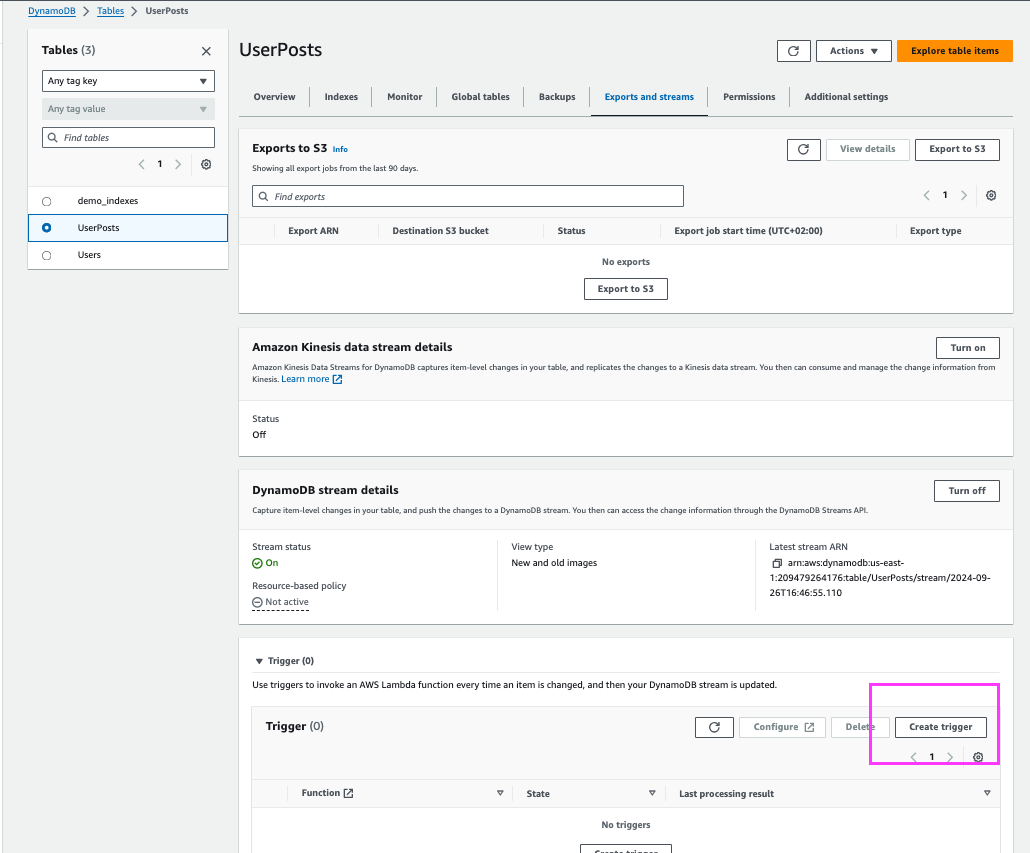 DynamoDB > Tables > UserPosts
Tables (3)
Any tag key
Any tag value
Find tables
1
demo_indexes
UserPosts
Users
UserPosts
Actions
Explore table items
Overview
Indexes
Monitor
Global tables
Backups
Exports and streams
Permissions
Additional settings
Exports to S3 Info
View details
Export to S3
Showing all export jobs from the last 90 days.
Find exports
1
Export ARN
Destination S3 bucket
Status
Export job start time (UTC+02:00)
Export type
No exports
Export to S3
Amazon Kinesis data stream details
Turn on
Amazon Kinesis Data Streams for DynamoDB captures item-level changes in your table, and replicates the changes to a Kinesis data stream. You then can consume and manage the change information from
Kinesis. Learn more
Status
Off
DynamoDB stream details
Turn off
Capture item-level changes in your table, and push the changes to a DynamoDB stream. You then can access the change information through the DynamoDB Streams API.
Stream status
On
Resource-based policy
Not active
View type
New and old images
Latest stream ARN
arn:aws:dynamodb:us-east-
1:209479264176:table/UserPosts/stream/2024-09-
26T16:46:55.110
Trigger (0)
Use triggers to invoke an AWS Lambda function every time an item is changed, and then your DynamoDB stream is updated.
Trigger (0)
Configure
Delete
Create trigger
1
Function
State
Last processing result
No triggers
Create trigger